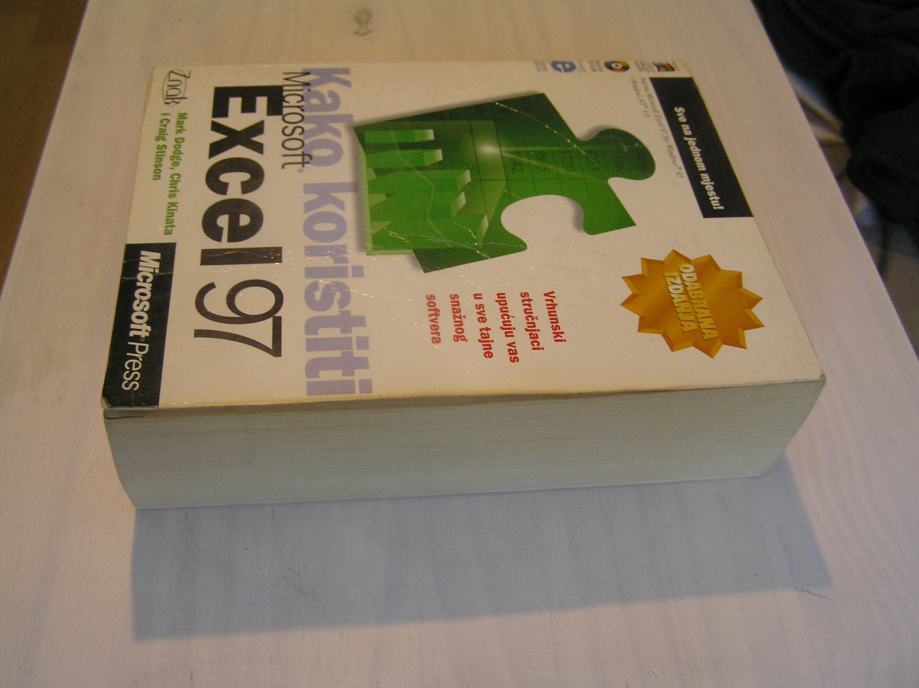 Sve na jednom mjestu!
ODABRANA
IZDANJA
Vrhunski
stručnjaci
upućuju vas
u sve tajne
snažnog
softvera
Kako koristiti
Microsoft®
Excel 97
Mark Dodge, Chris Kinata
i Craig Stinson
Znak
Microsoft Press